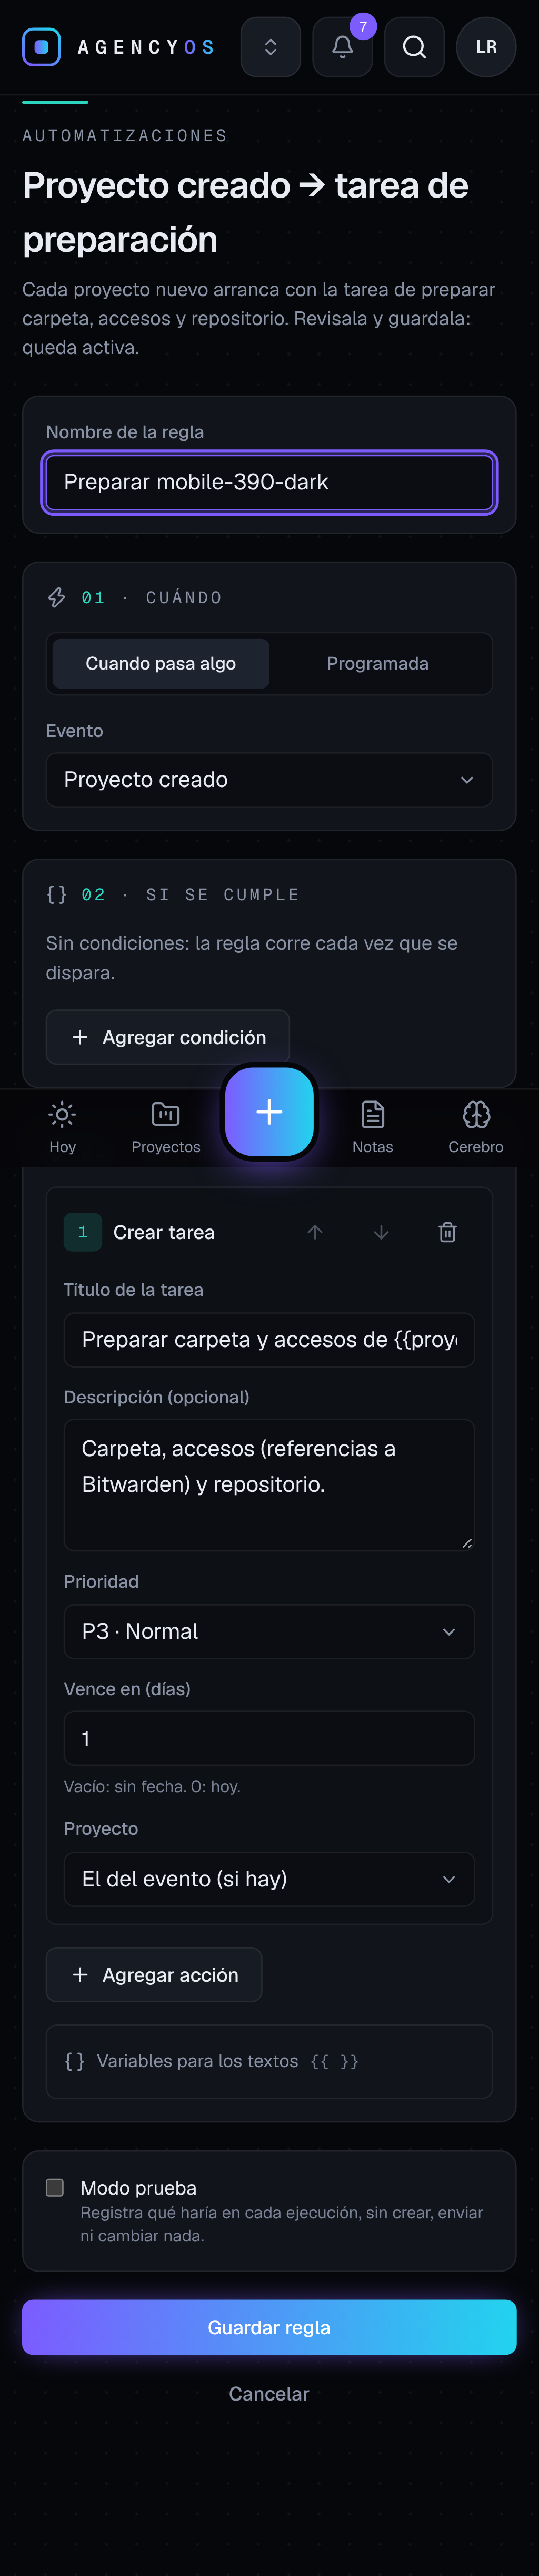 AGENCYOS
7
LR
AUTOMATIZACIONES
Proyecto creado → tarea de
preparación
Cada proyecto nuevo arranca con la tarea de preparar
carpeta, accesos y repositorio. Revisala y guardala:
queda activa.
Nombre de la regla
Preparar mobile-390-dark
01 · CUÁNDO
Cuando pasa algo
Programada
Evento
Proyecto creado
{} 02 · SI SE CUMPLE
Sin condiciones: la regla corre cada vez que se
dispara.
+ Agregar condición
Hoy
Proyectos
+
Notas
Cerebro
1 Crear tarea
Título de la tarea
Preparar carpeta y accesos de {{proye
Descripción (opcional)
Carpeta, accesos (referencias a
Bitwarden) y repositorio.
Prioridad
P3 · Normal
Vence en (días)
1
Vacío: sin fecha. 0: hoy.
Proyecto
El del evento (si hay)
+ Agregar acción
{} Variables para los textos {{ }}
Modo prueba
Registra qué haría en cada ejecución, sin crear, enviar
ni cambiar nada.
Guardar regla
Cancelar